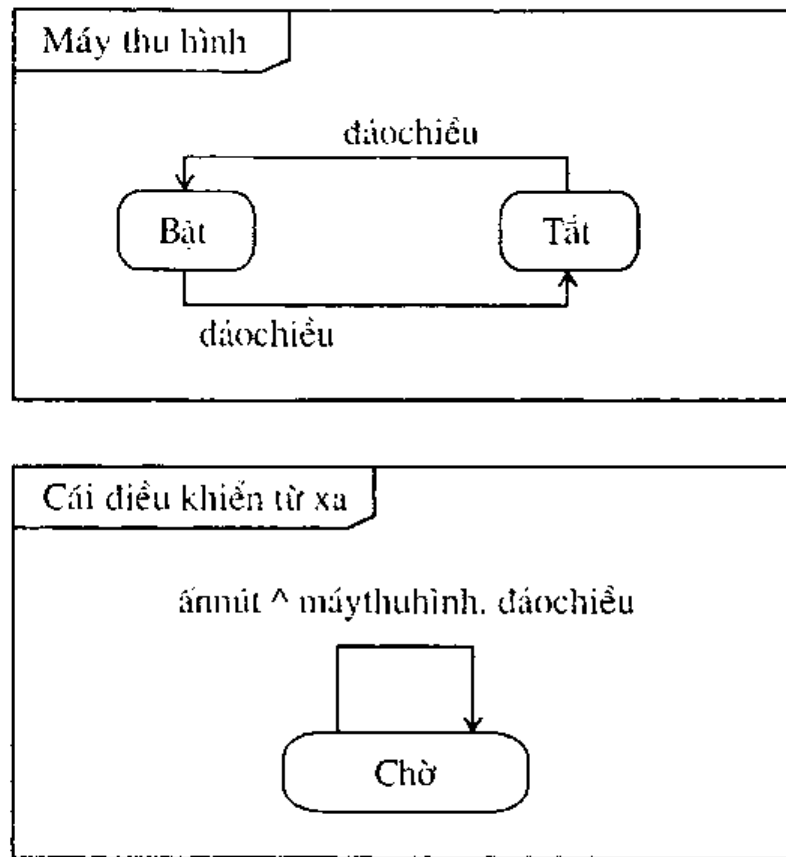 Máy thu hình
đảochiều
Bật
Tắt
đảochiều
Cái điều khiển từ xa
ấnnút ^ máythuhình. đảochiều
Chờ